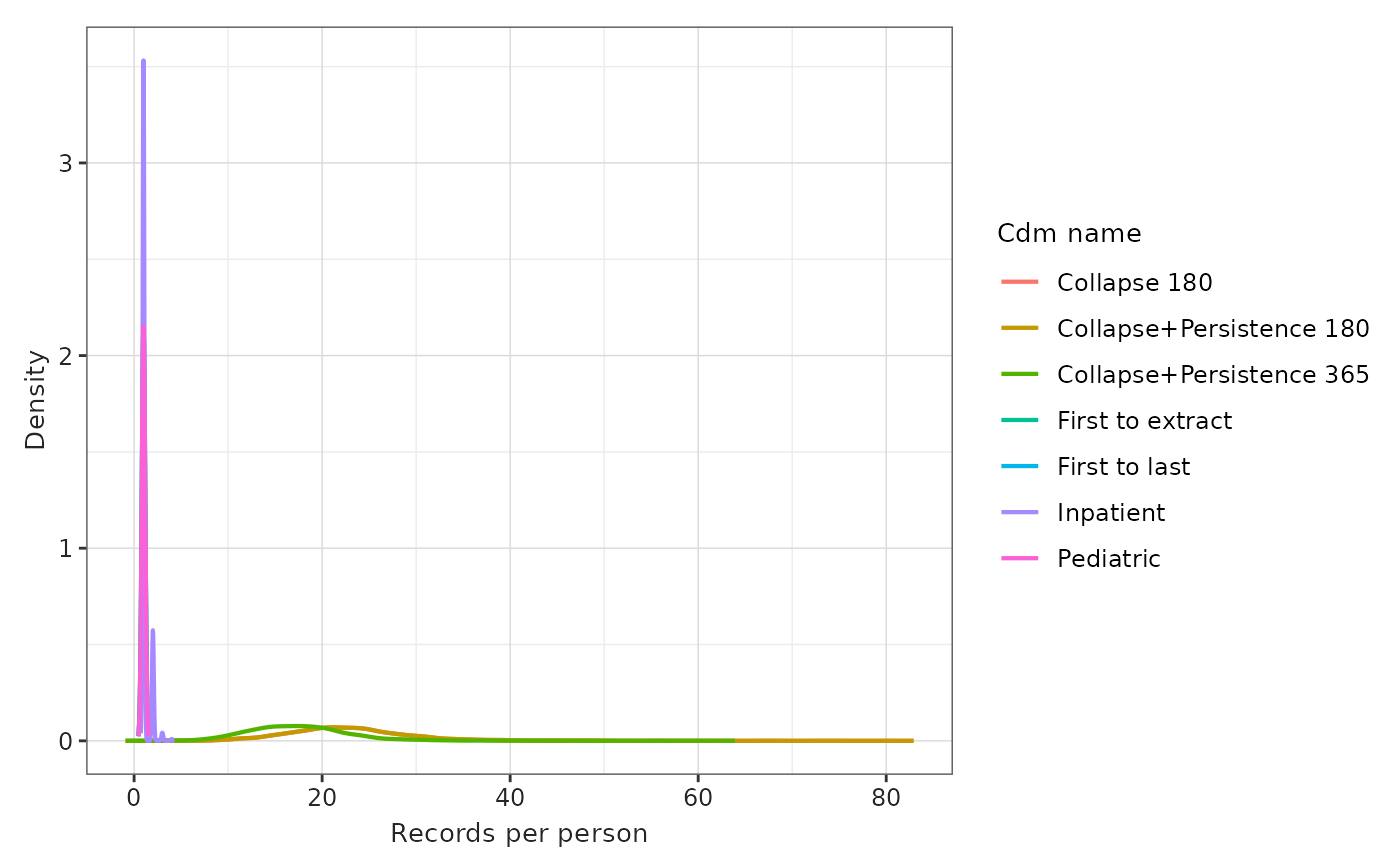 3
2
1
0
Density
0 20 40 60 80
Records per person
Cdm name
Collapse 180
Collapse+Persistence 180
Collapse+Persistence 365
First to extract
First to last
Inpatient
Pediatric